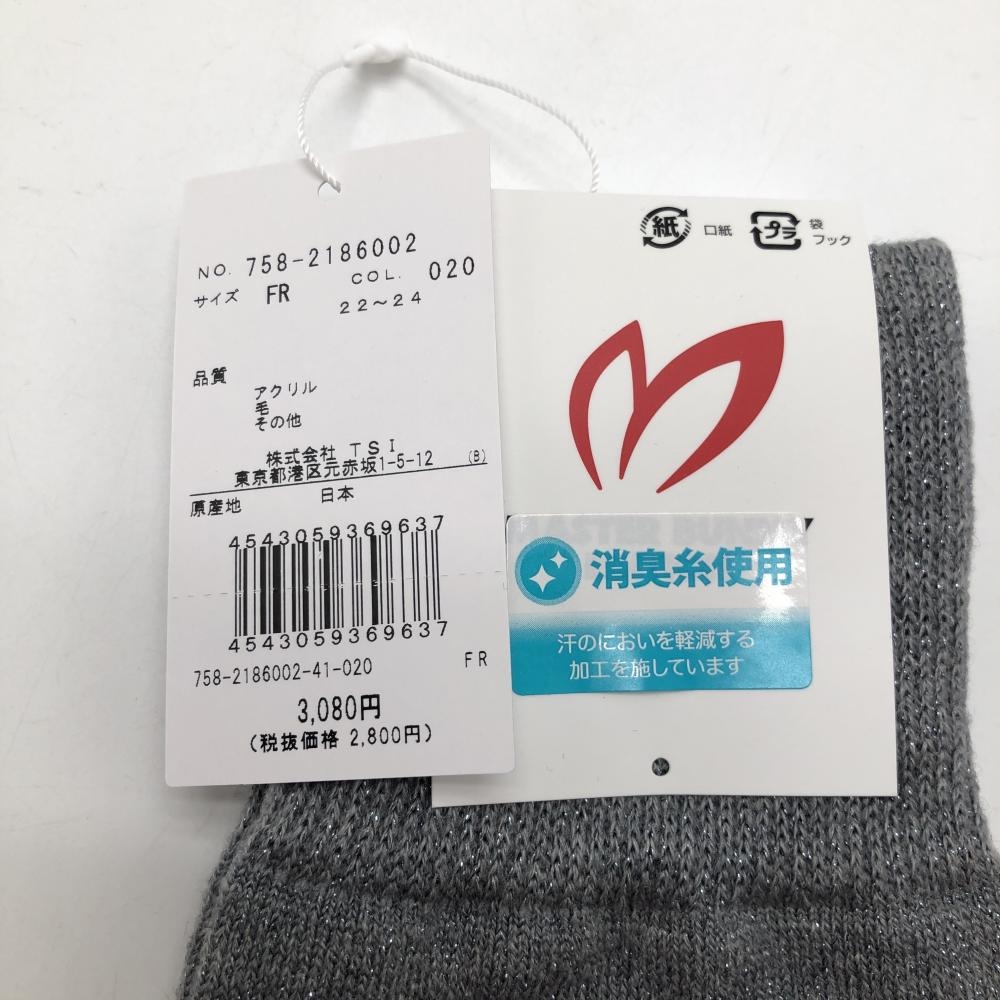 NO. 758-2186002
サイズ FR COL. 020
22～24
品質
アクリル
毛
その他
株式会社 TSI
東京都港区元赤坂1-5-12 (B)
原産地 日本
4543059369637
4543059369637
758-2186002-41-020 FR
3,080円
(税抜価格 2,800円)
紙 口紙
プラ 袋
フック
MASTER BUN
消臭糸使用
汗のにおいを軽減する
加工を施しています